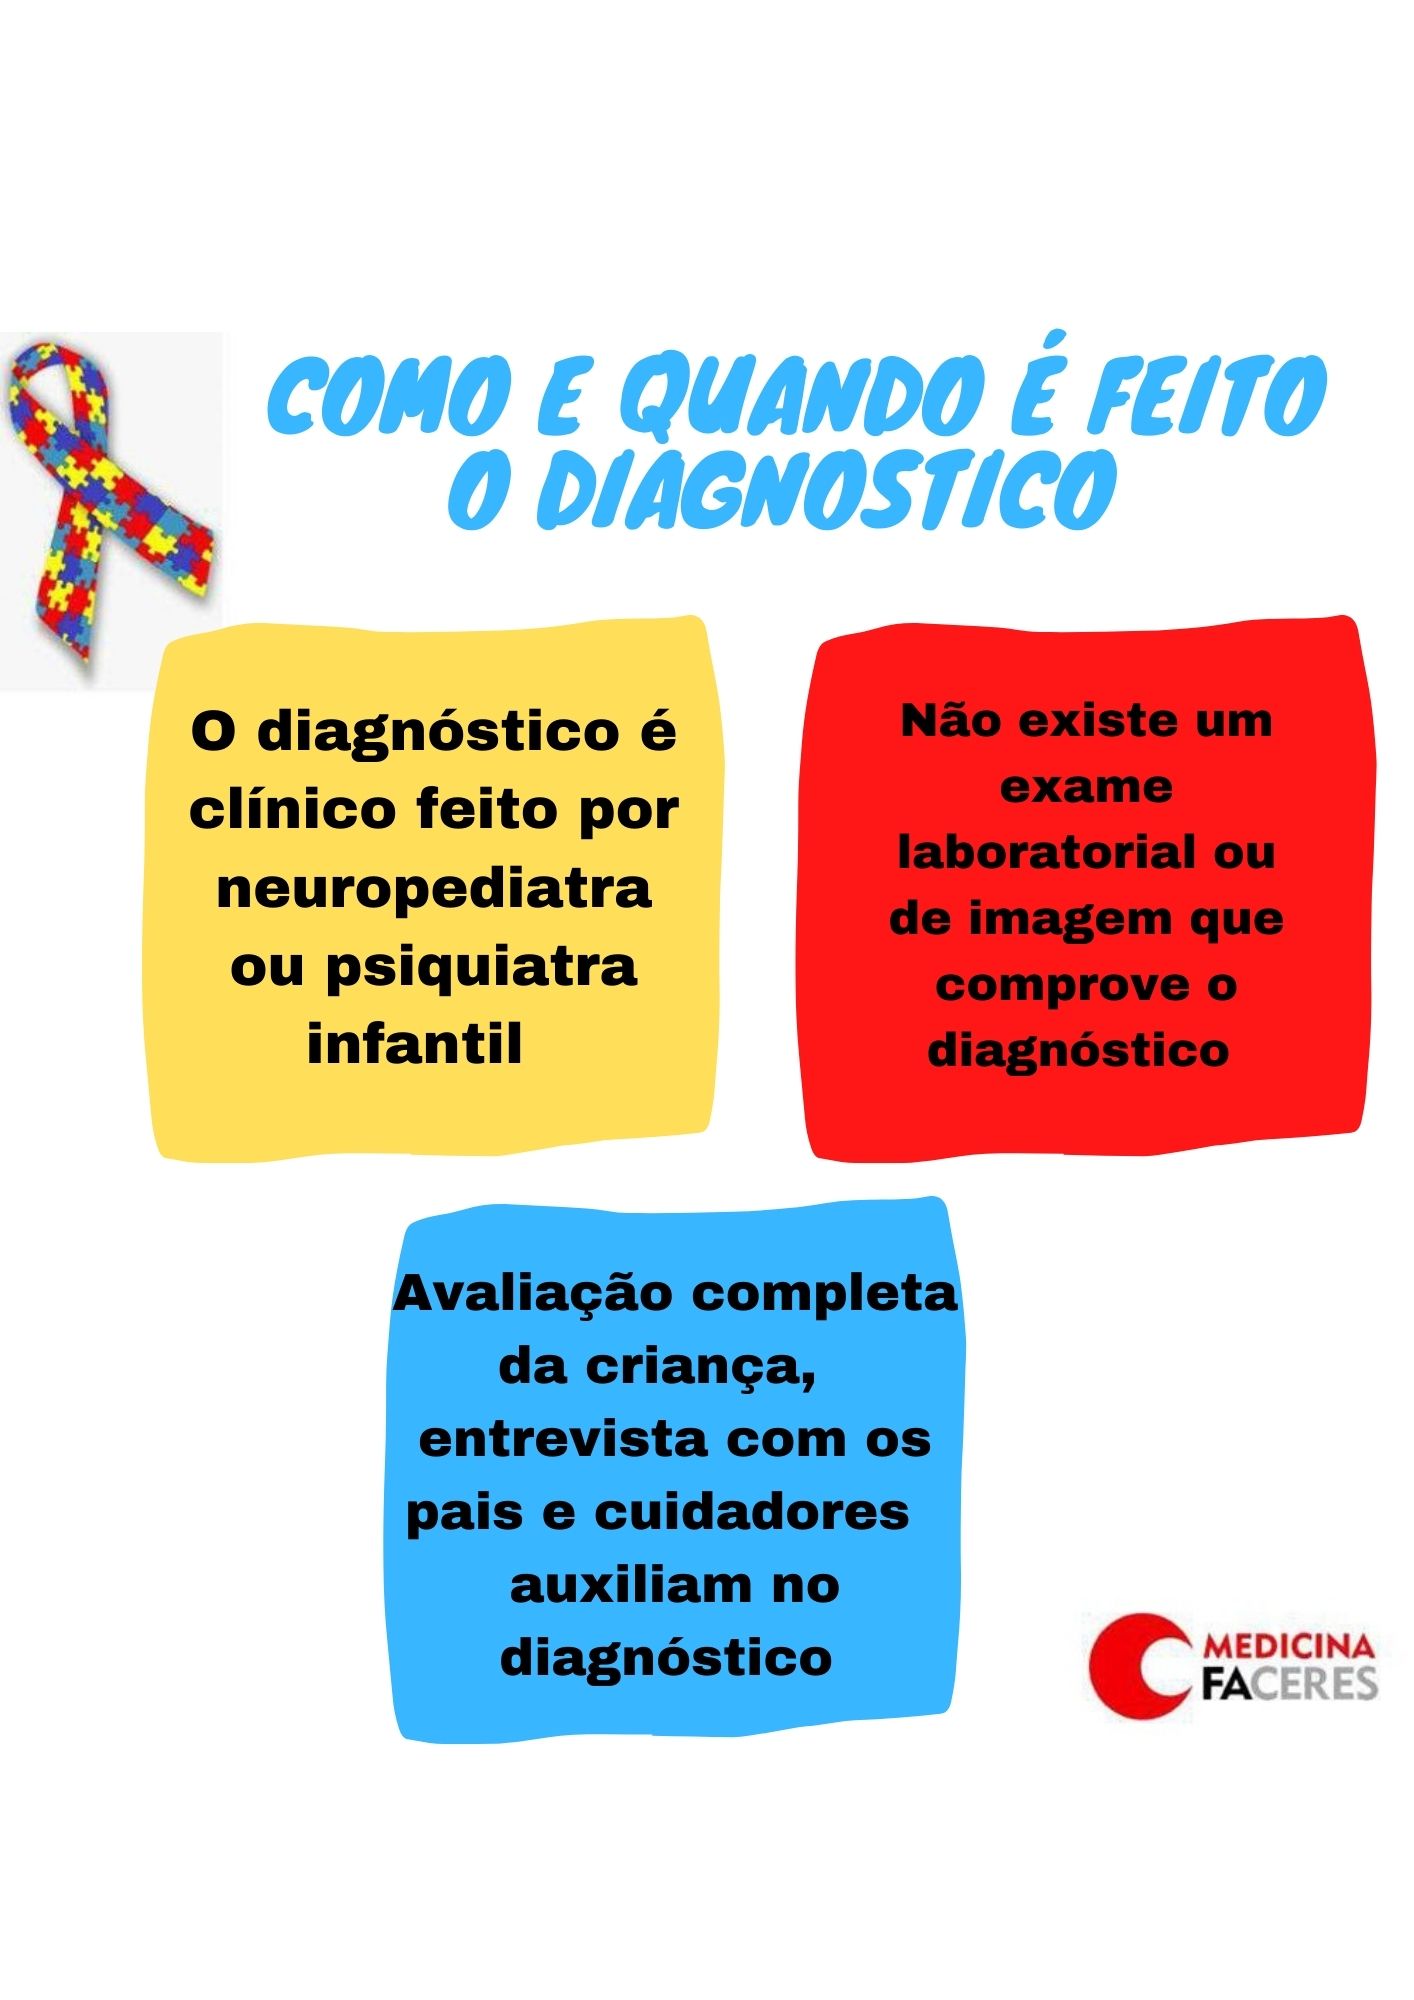 COMO E QUANDO É FEITO
O DIAGNOSTICO
O diagnóstico é
clínico feito por
neuropediatra
ou psiquiatra
infantil
Não existe um
exame
laboratorial ou
de imagem que
comprove o
diagnóstico
Avaliação completa
da criança,
entrevista com os
pais e cuidadores
auxiliam no
diagnóstico
MEDICINA
FACERES